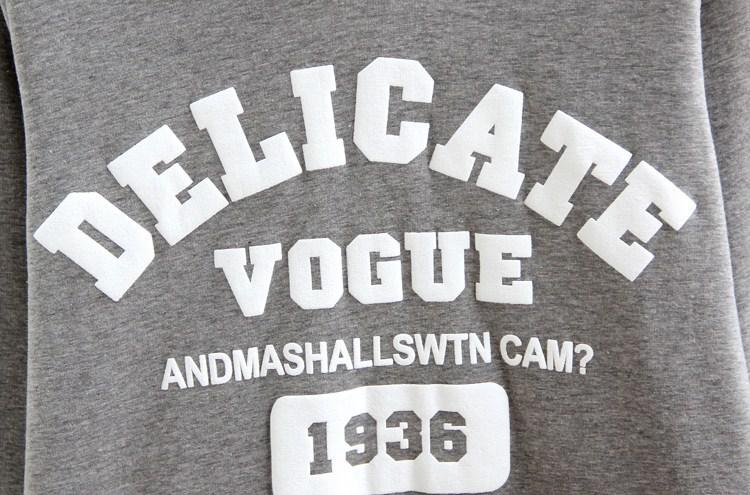 DELICATE
VOGUE
ANDMASHALLSWTN CAM?
1936